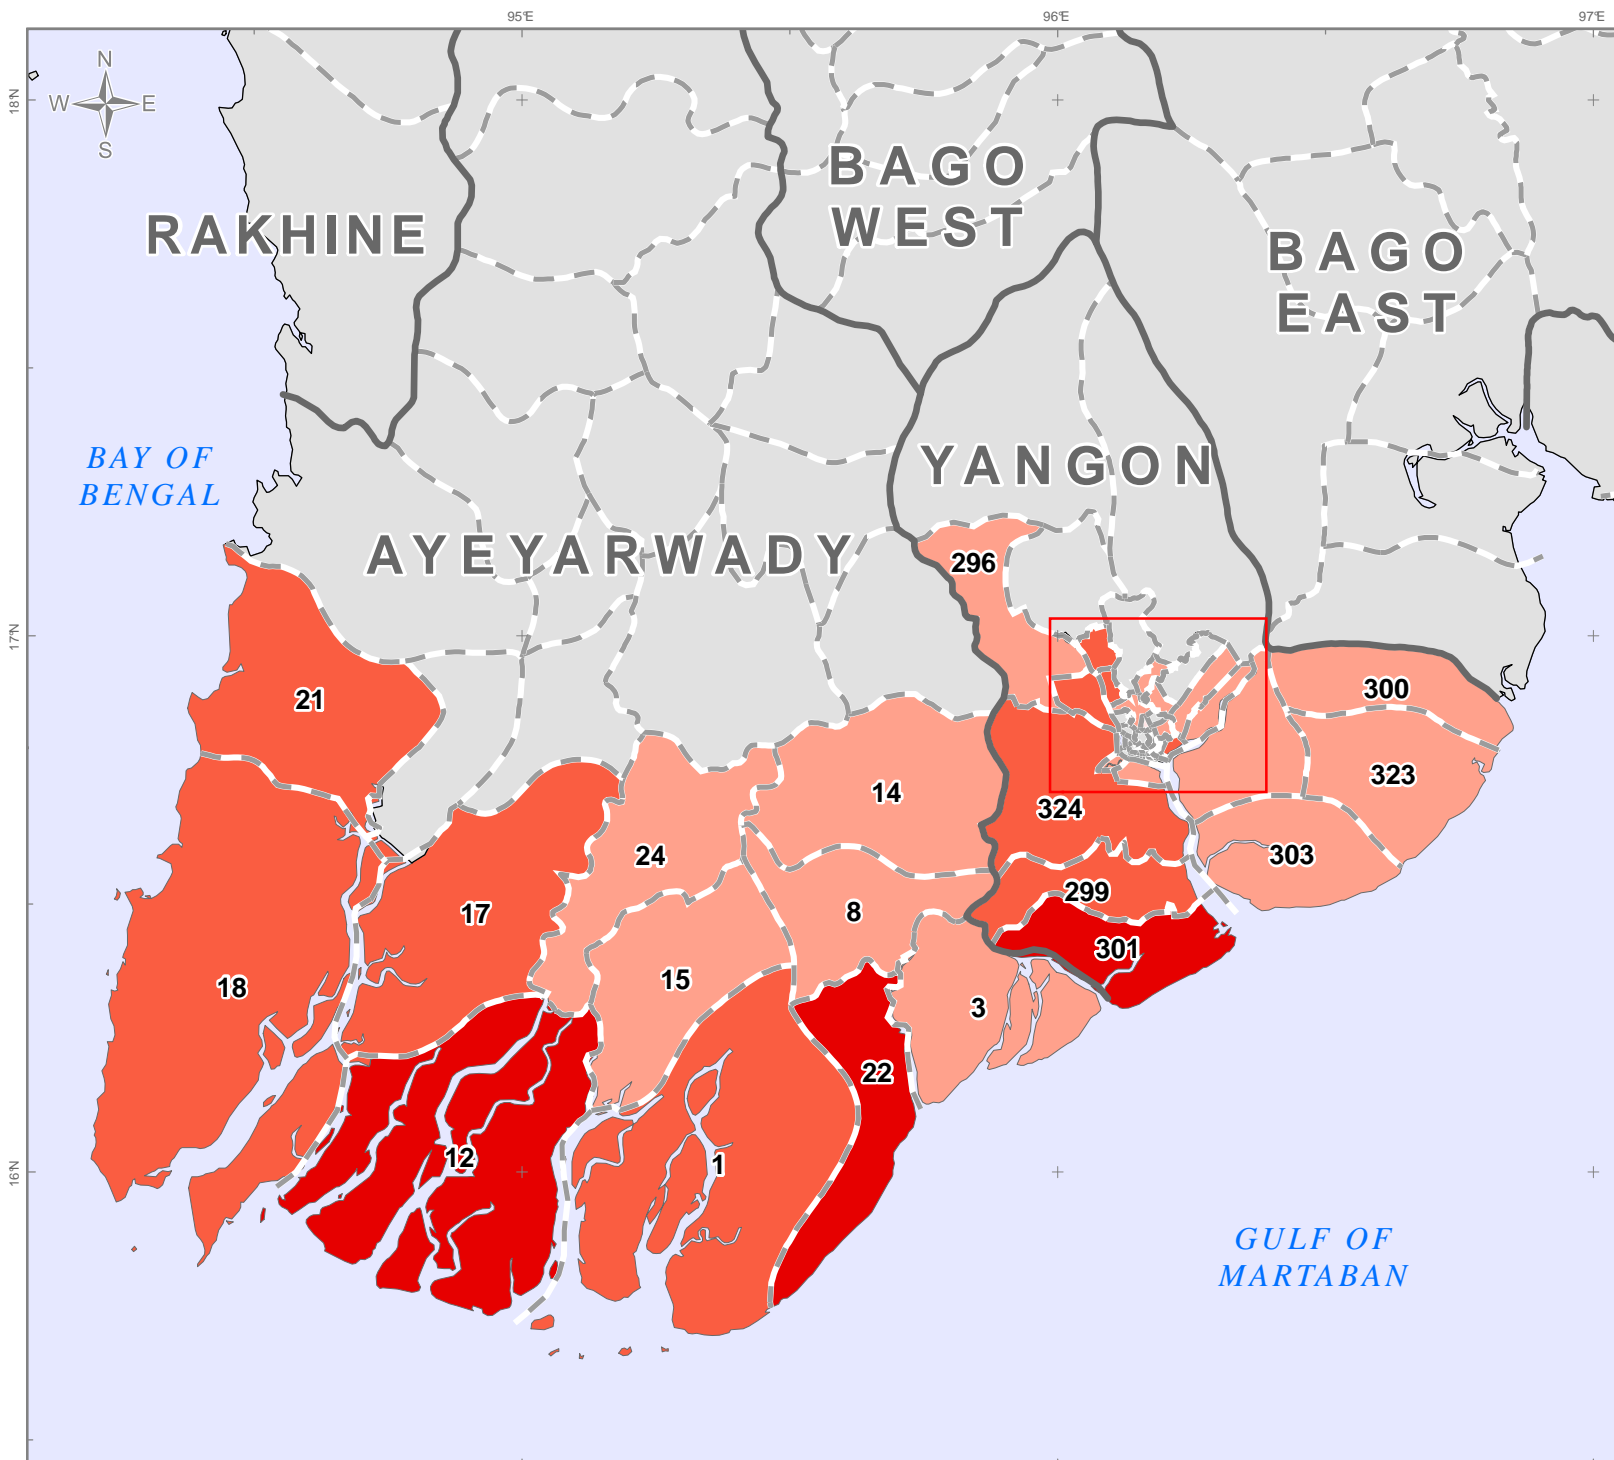 95°E
96°E
97°E
N
W
E
S
18°N
BAGO
WEST
RAKHINE
BAGO
EAST
BAY OF
BENGAL
YANGON
AYEYARWADY
296
17°N
21
300
323
14
324
24
303
299
8
17
301
15
18
3
22
12
1
16°N
GULF OF
MARTABAN